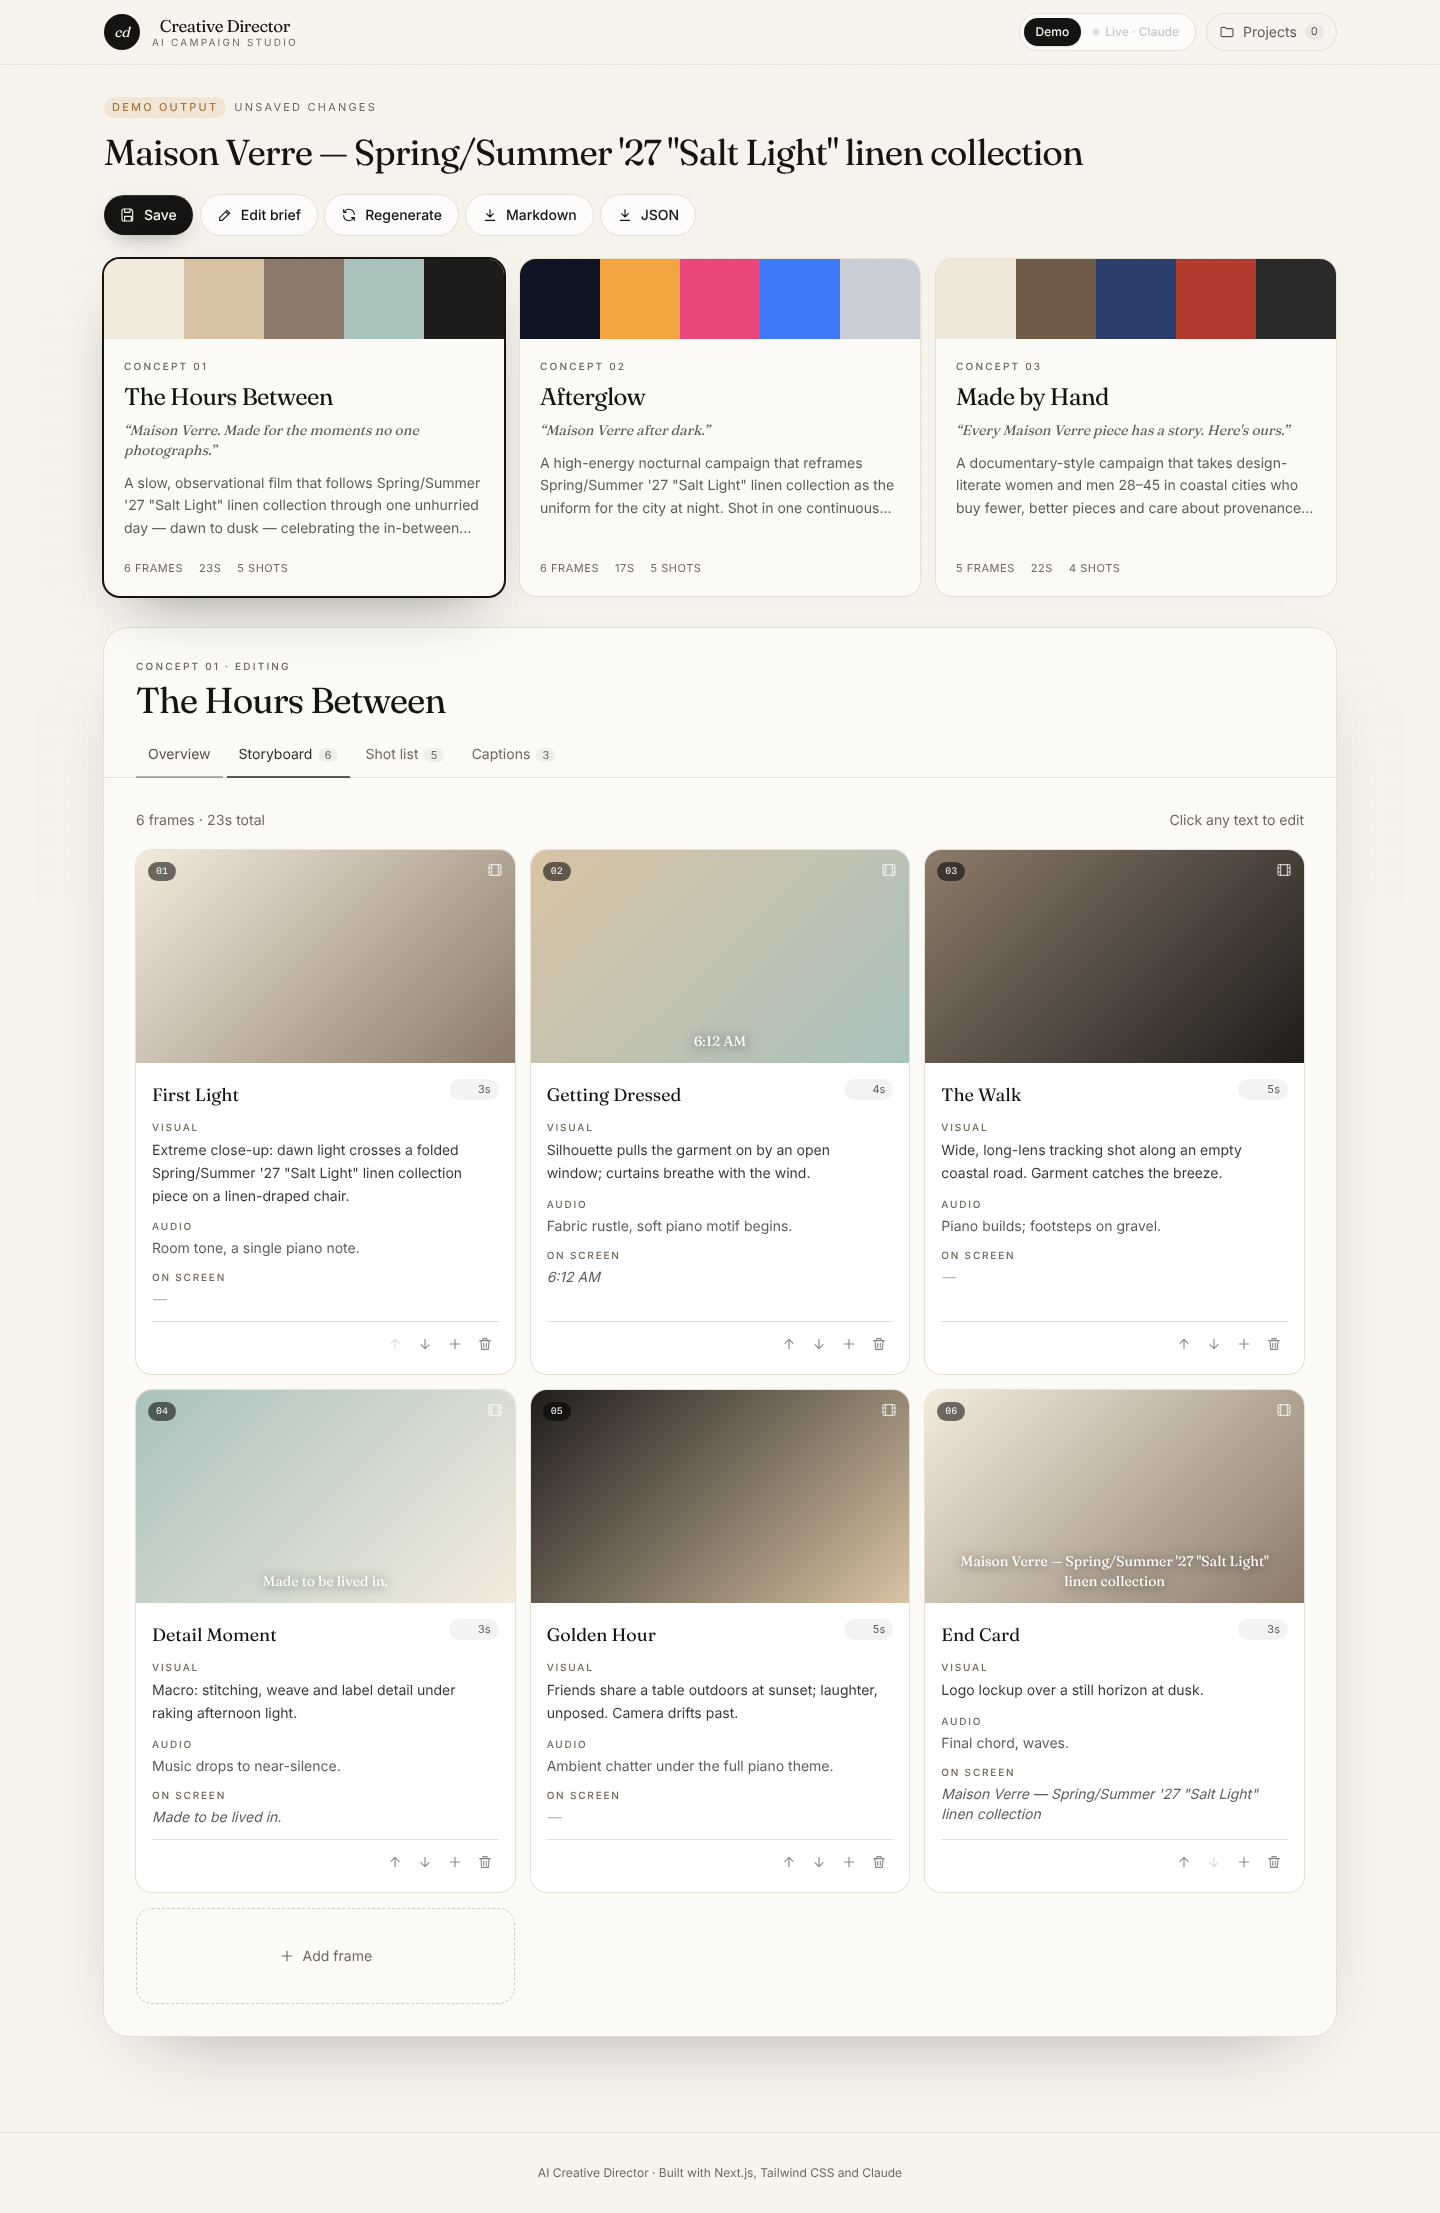 cd
Creative Director
AI CAMPAIGN STUDIO
Demo
Live · Claude
Projects 0
DEMO OUTPUT UNSAVED CHANGES
Maison Verre — Spring/Summer '27 "Salt Light" linen collection
Save
Edit brief
Regenerate
Markdown
JSON
CONCEPT 01
The Hours Between
“Maison Verre. Made for the moments no one
photographs.”
A slow, observational film that follows Spring/Summer
'27 "Salt Light" linen collection through one unhurried
day — dawn to dusk — celebrating the in-between…
6 FRAMES 23S 5 SHOTS
CONCEPT 02
Afterglow
“Maison Verre after dark.”
A high-energy nocturnal campaign that reframes
Spring/Summer '27 "Salt Light" linen collection as the
uniform for the city at night. Shot in one continuous…
6 FRAMES 17S 5 SHOTS
CONCEPT 03
Made by Hand
“Every Maison Verre piece has a story. Here's ours.”
A documentary-style campaign that takes design-
literate women and men 28–45 in coastal cities who
buy fewer, better pieces and care about provenance…
5 FRAMES 22S 4 SHOTS
CONCEPT 01 · EDITING
The Hours Between
Overview
Storyboard 6
Shot list 5
Captions 3
6 frames · 23s total
Click any text to edit
01
First Light
3s
VISUAL
Extreme close-up: dawn light crosses a folded
Spring/Summer '27 "Salt Light" linen collection
piece on a linen-draped chair.
AUDIO
Room tone, a single piano note.
ON SCREEN
—
02
6:12 AM
Getting Dressed
4s
VISUAL
Silhouette pulls the garment on by an open
window; curtains breathe with the wind.
AUDIO
Fabric rustle, soft piano motif begins.
ON SCREEN
6:12 AM
03
The Walk
5s
VISUAL
Wide, long-lens tracking shot along an empty
coastal road. Garment catches the breeze.
AUDIO
Piano builds; footsteps on gravel.
ON SCREEN
—
04
Made to be lived in.
Detail Moment
3s
VISUAL
Macro: stitching, weave and label detail under
raking afternoon light.
AUDIO
Music drops to near-silence.
ON SCREEN
Made to be lived in.
05
Golden Hour
5s
VISUAL
Friends share a table outdoors at sunset; laughter,
unposed. Camera drifts past.
AUDIO
Ambient chatter under the full piano theme.
ON SCREEN
—
06
Maison Verre — Spring/Summer '27 "Salt Light"
linen collection
End Card
3s
VISUAL
Logo lockup over a still horizon at dusk.
AUDIO
Final chord, waves.
ON SCREEN
Maison Verre — Spring/Summer '27 "Salt Light"
linen collection
Add frame
AI Creative Director · Built with Next.js, Tailwind CSS and Claude